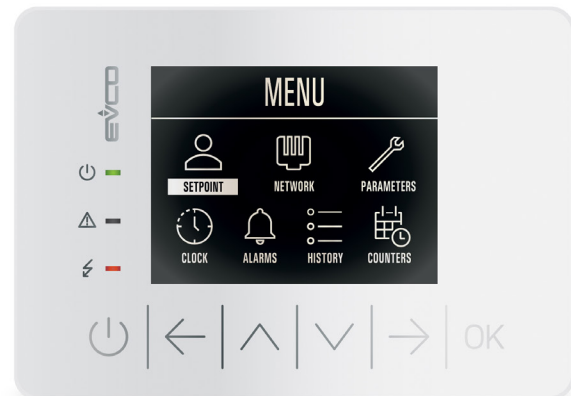 EVCO
MENU
SETPOINT NETWORK PARAMETERS
CLOCK ALARMS HISTORY COUNTERS
OK